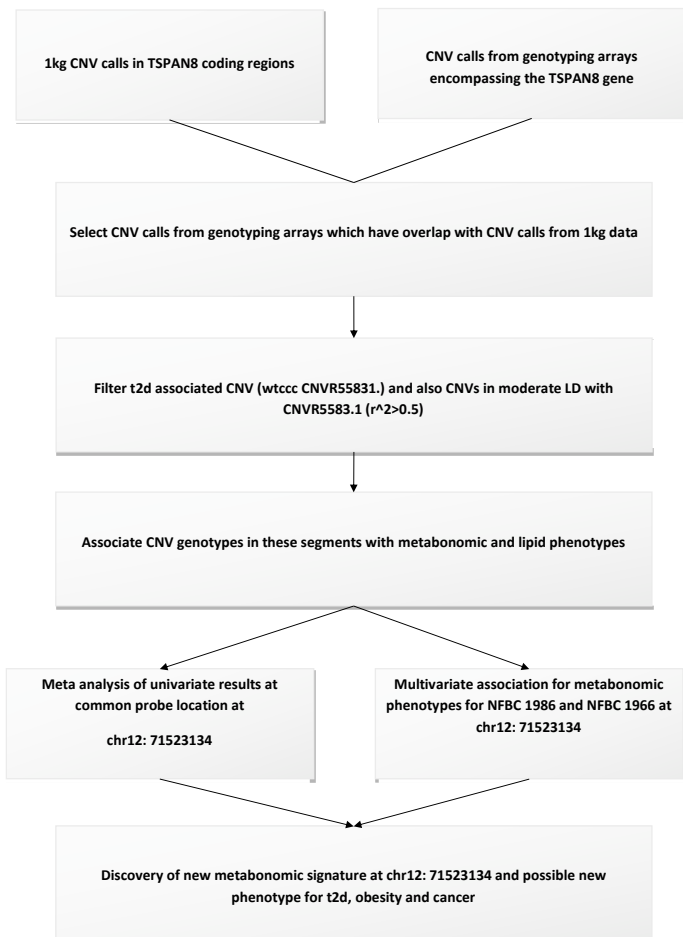 1kg CNV calls in TSPAN8 coding regions
CNV calls from genotyping arrays
encompassing the TSPAN8 gene
Select CNV calls from genotyping arrays which have overlap with CNV calls from 1kg data
Filter t2d associated CNV (wtccc CNVR55831.) and also CNVs in moderate LD with
CNVR5583.1 (r^2>0.5)
Associate CNV genotypes in these segments with metabonomic and lipid phenotypes
Meta analysis of univariate results at
common probe location at
chr12: 71523134
Multivariate association for metabonomic
phenotypes for NFBC 1986 and NFBC 1966 at
chr12: 71523134
Discovery of new metabonomic signature at chr12: 71523134 and possible new
phenotype for t2d, obesity and cancer